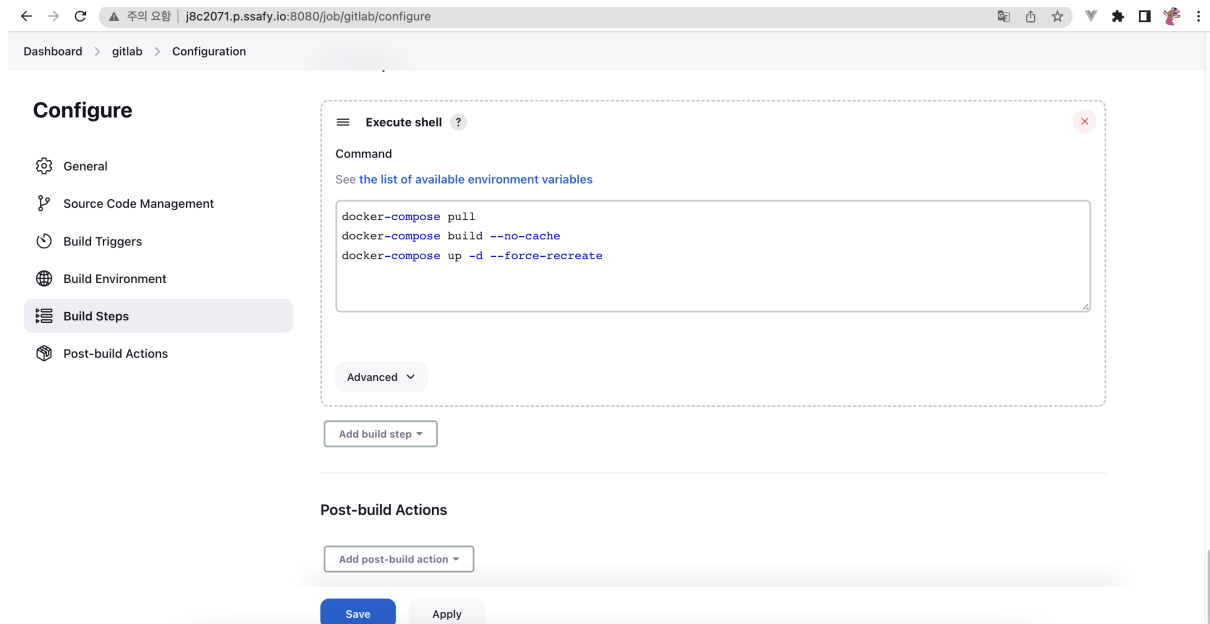 주의 요함 | j8c2071.p.ssafy.io:8080/job/gitlab/configure
Dashboard > gitlab > Configuration
Configure
General
Source Code Management
Build Triggers
Build Environment
Build Steps
Post-build Actions
Execute shell ?
Command
See the list of available environment variables
docker-compose pull
docker-compose build --no-cache
docker-compose up -d --force-recreate
Advanced
Add build step
Post-build Actions
Add post-build action
Save Apply